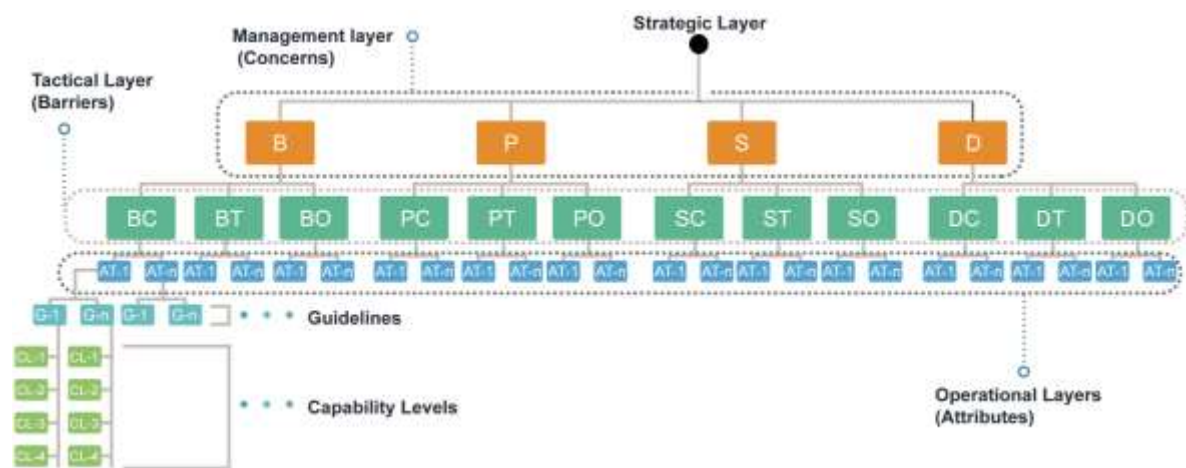 Strategic Layer
Management layer
(Concerns)
Tactical Layer
(Barriers)
B P S D
BC BT BO PC PT PO SC ST SO DC DT DO
AT-1 AT-n AT-1 AT-n AT-1 AT-n AT-1 AT-n AT-1 AT-n AT-1 AT-n AT-1 AT-n AT-1 AT-n AT-1 AT-n AT-1 AT-n AT-1 AT-n AT-1 AT-n
G-1 G-n G-1 G-n Guidelines
CL-1 CL-1
CL-2 CL-2
Capability Levels
CL-3 CL-3
CL-4 CL-4
Operational Layers
(Attributes)